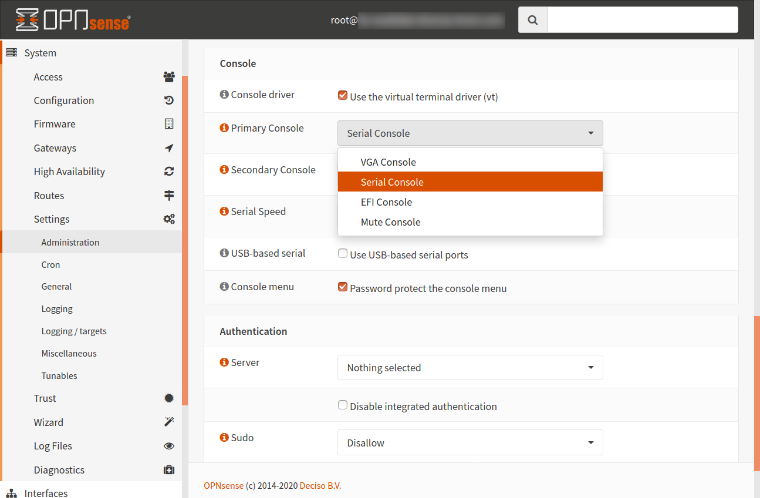 OPNsense
root@
System
Access
Configuration
Firmware
Gateways
High Availability
Routes
Settings
Administration
Cron
General
Logging
Logging / targets
Miscellaneous
Tunables
Trust
Wizard
Log Files
Diagnostics
Interfaces
Console
Console driver
Use the virtual terminal driver (vt)
Primary Console
Serial Console
VGA Console
Serial Console
EFI Console
Mute Console
Secondary Console
Serial Speed
USB-based serial
Use USB-based serial ports
Console menu
Password protect the console menu
Authentication
Server
Nothing selected
Disable integrated authentication
Sudo
Disallow
OPNsense (c) 2014-2020 Deciso B.V.